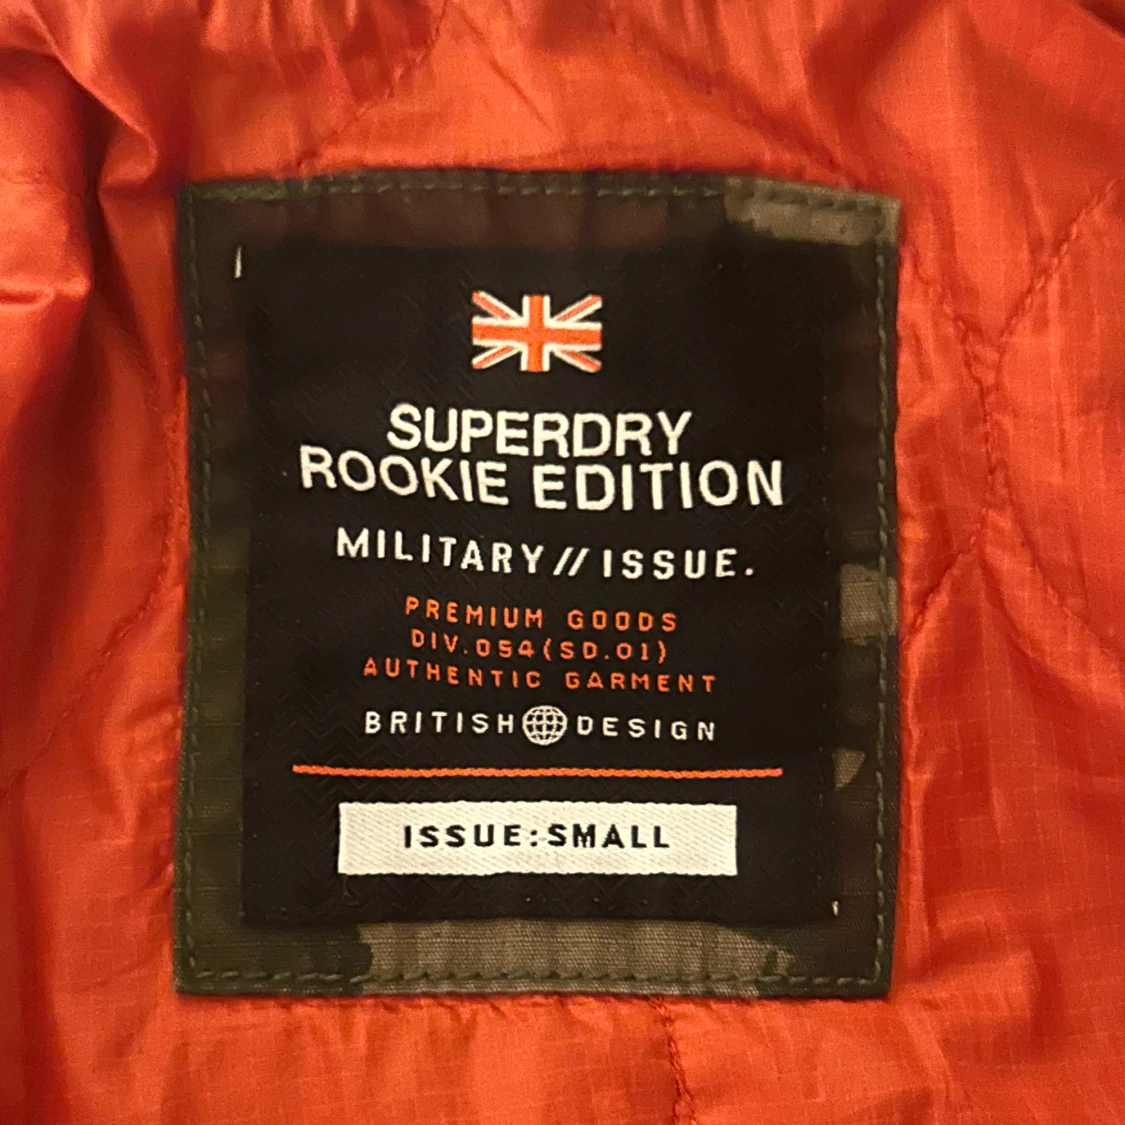 SUPERDRY
ROOKIE EDITION
MILITARY // ISSUE.
PREMIUM GOODS
DIV.054(SD.01)
AUTHENTIC GARMENT
BRITISH DESIGN
ISSUE:SMALL